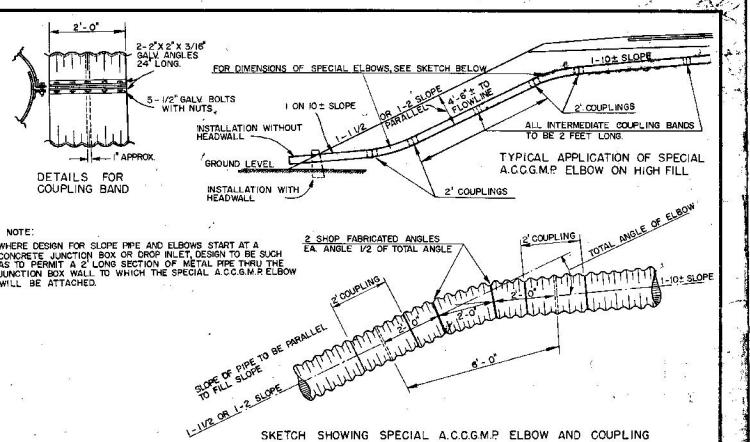 2'-0"
2-2"X 2"X 3/16"
GALV. ANGLES
24" LONG.
5-1/2" GALV. BOLTS
WITH NUTS.
1" APPROX.
DETAILS FOR
COUPLING BAND
FOR DIMENSIONS OF SPECIAL ELBOWS, SEE SKETCH BELOW
1-10± SLOPE
1 ON 10± SLOPE
1-1 1/2 OR 1-2 SLOPE
PARALLEL
4'-6"± TO
FLOWLINE
2' COUPLINGS
INSTALLATION WITHOUT
HEADWALL
ALL INTERMEDIATE COUPLING BANDS
TO BE 2 FEET LONG.
GROUND LEVEL
TYPICAL APPLICATION OF SPECIAL
A.C.C.G.M.P. ELBOW ON HIGH FILL
INSTALLATION WITH
HEADWALL
2' COUPLINGS
NOTE:
WHERE DESIGN FOR SLOPE PIPE AND ELBOWS START AT A
CONCRETE JUNCTION BOX OR DROP INLET, DESIGN TO BE SUCH
AS TO PERMIT A 2' LONG SECTION OF METAL PIPE THRU THE
JUNCTION BOX WALL TO WHICH THE SPECIAL A.C.C.G.M.P. ELBOW
WILL BE ATTACHED.
2 SHOP FABRICATED ANGLES
EA. ANGLE 1/2 OF TOTAL ANGLE
2' COUPLING
TOTAL ANGLE OF ELBOW
2' COUPLING
1-10± SLOPE
2'-0"
2'-0"
2'-0"
6'-0"
SLOPE OF PIPE TO BE PARALLEL
TO FILL SLOPE
1-1 1/2 OR 1-2 SLOPE
SKETCH SHOWING SPECIAL A.C.C.G.M.P. ELBOW AND COUPLING